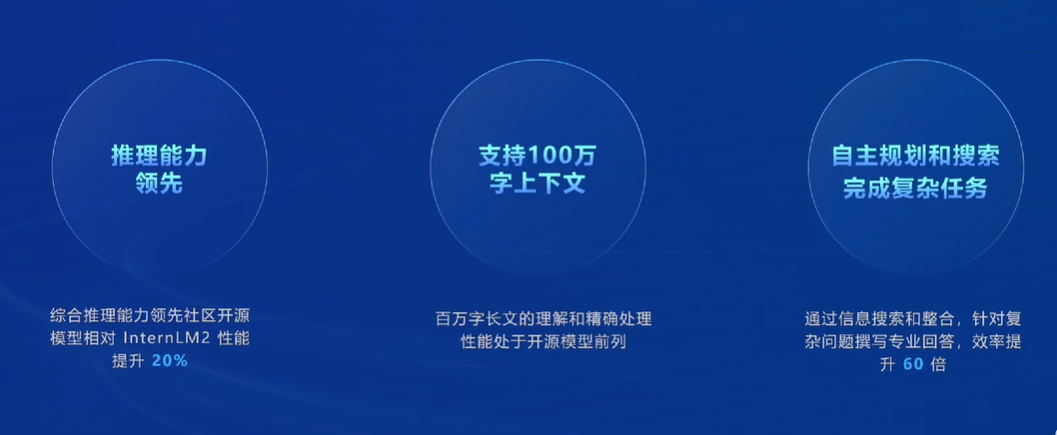 推理能力
领先
综合推理能力领先社区开源
模型相对 InternLM2 性能
提升 20%
支持100万
字上下文
百万字长文的理解和精确处理
性能处于开源模型前列
自主规划和搜索
完成复杂任务
通过信息搜索和整合，针对复
杂问题撰写专业回答，效率提
升 60 倍